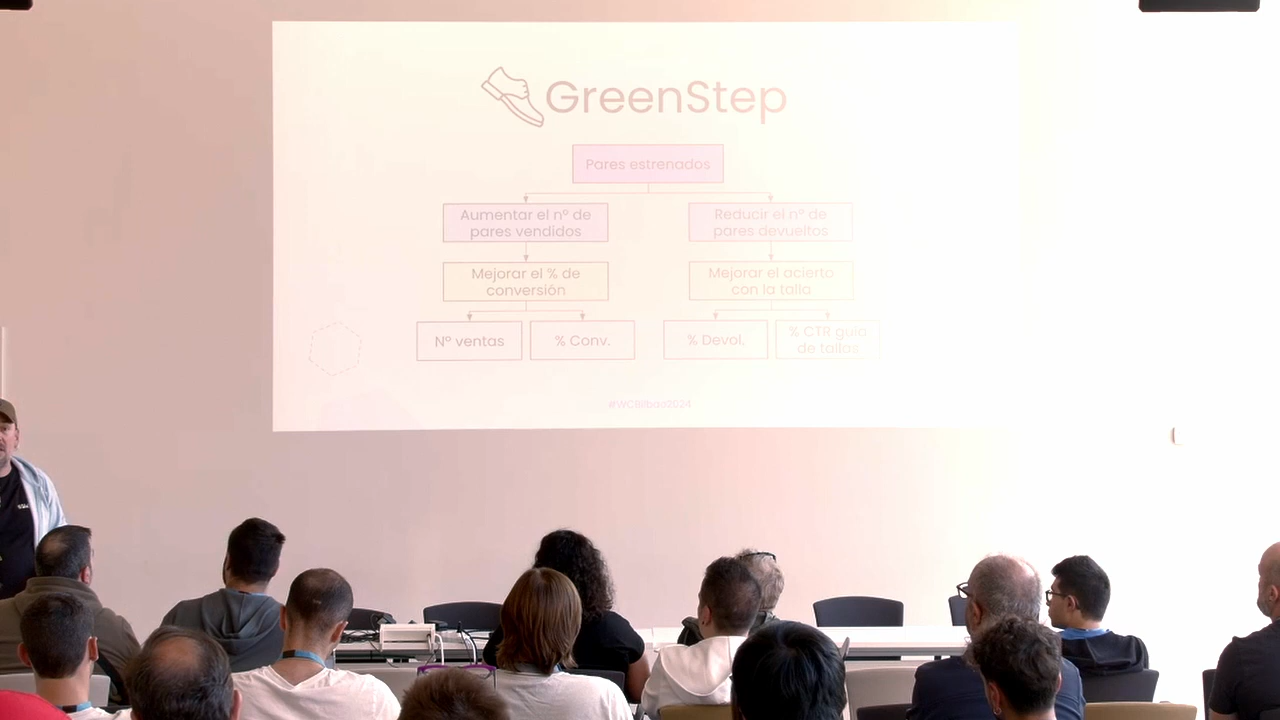 GreenStep
Pares estrenados
Aumentar el nº de
pares vendidos
Reducir el nº de
pares devueltos
Mejorar el % de
conversión
Mejorar el acierto
con la talla
Nº ventas
% Conv.
% Devol.
% CTR guía
de tallas
#WCBilbao2024